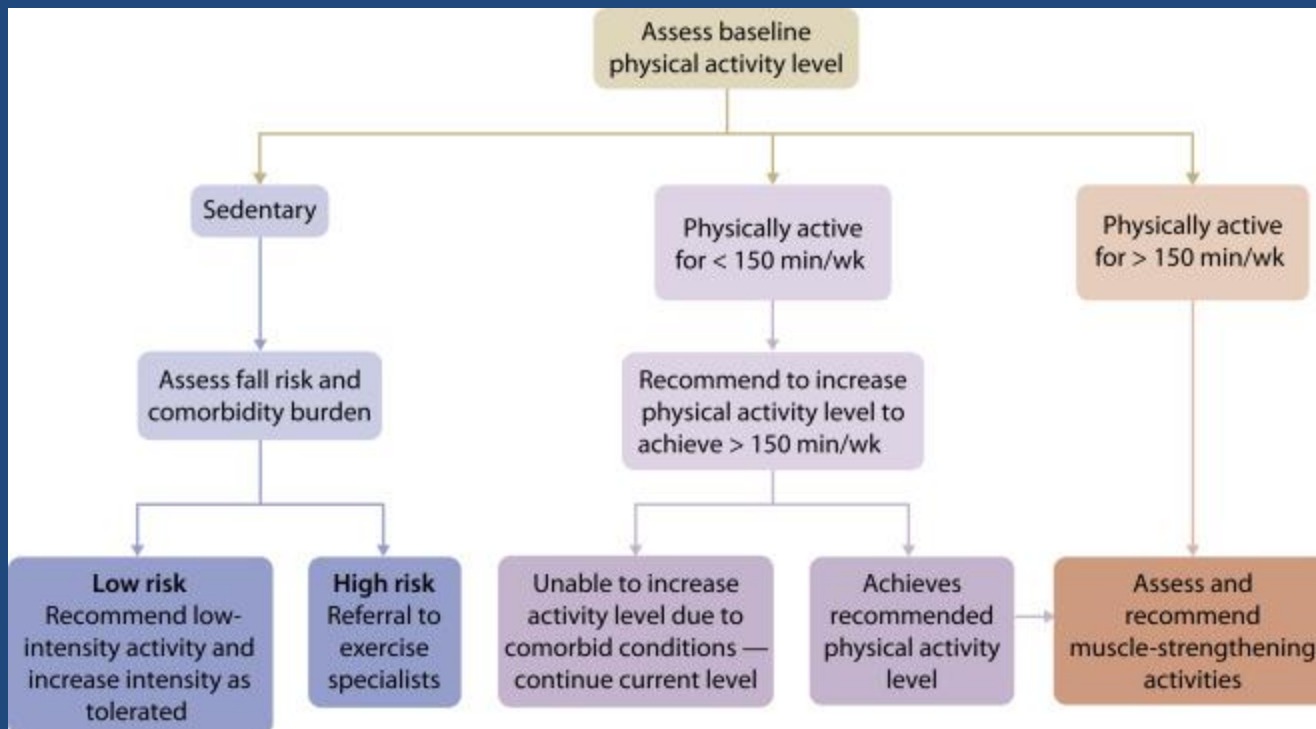 Assess baseline
physical activity level
Sedentary
Physically active
for < 150 min/wk
Physically active
for > 150 min/wk
Assess fall risk and
comorbidity burden
Recommend to increase
physical activity level to
achieve > 150 min/wk
Low risk
Recommend low-
intensity activity and
increase intensity as
tolerated
High risk
Referral to
exercise
specialists
Unable to increase
activity level due to
comorbid conditions —
continue current level
Achieves
recommended
physical activity
level
Assess and
recommend
muscle-strengthening
activities